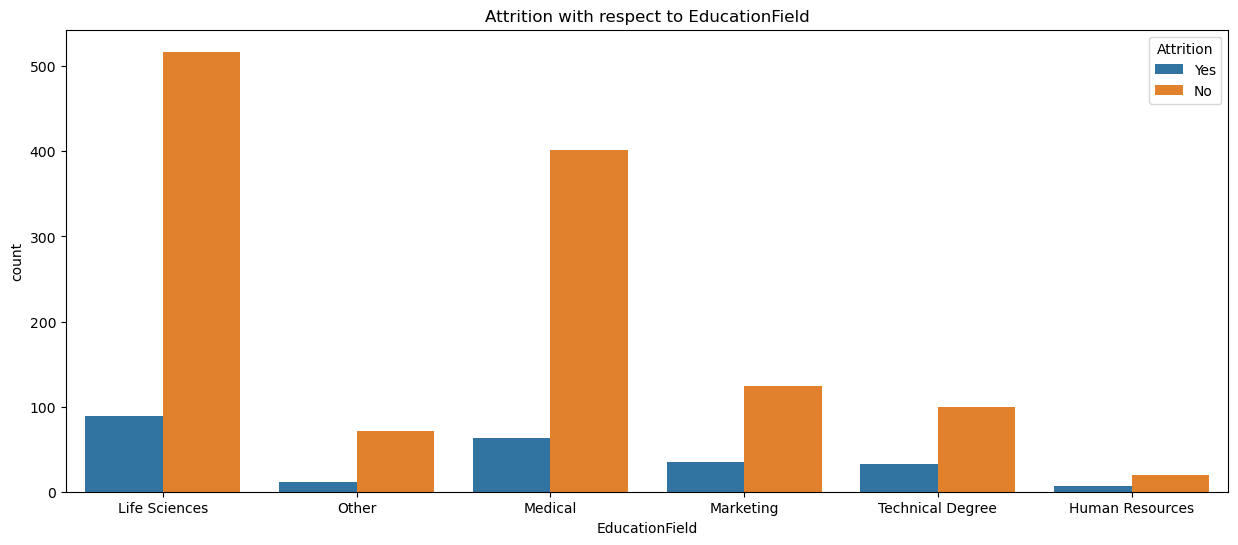 Attrition with respect to EducationField
Attrition
Yes
No
500
400
300
200
100
0
count
Life Sciences
Other
Medical
Marketing
Technical Degree
Human Resources
EducationField